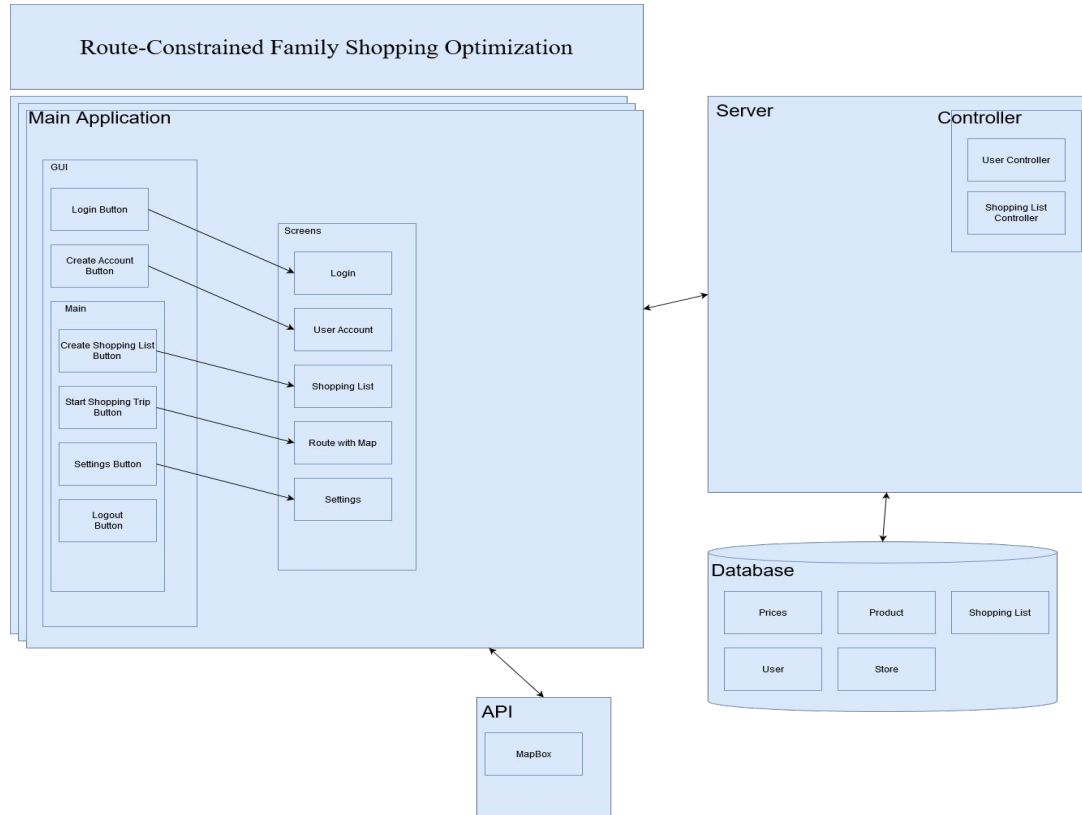 Route-Constrained Family Shopping Optimization
Main Application
GUI
Login Button
Create Account
Button
Main
Create Shopping List
Button
Start Shopping Trip
Button
Settings Button
Logout
Button
Screens
Login
User Account
Shopping List
Route with Map
Settings
Server
Controller
User Controller
Shopping List
Controller
Database
Prices
Product
Shopping List
User
Store
API
MapBox